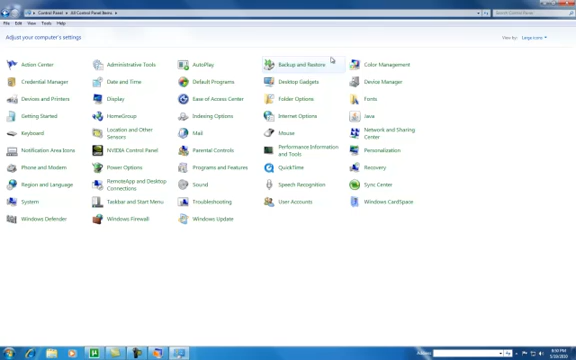 Control Panel ▸ All Control Panel Items ▸
Search Control Panel
File Edit View Tools Help
Adjust your computer's settings
View by: Large icons
Action Center
Administrative Tools
AutoPlay
Backup and Restore
Color Management
Credential Manager
Date and Time
Default Programs
Desktop Gadgets
Device Manager
Devices and Printers
Display
Ease of Access Center
Folder Options
Fonts
Getting Started
HomeGroup
Indexing Options
Internet Options
Java
Keyboard
Location and Other
Sensors
Mail
Mouse
Network and Sharing
Center
Notification Area Icons
NVIDIA Control Panel
Parental Controls
Performance Information
and Tools
Personalization
Phone and Modem
Power Options
Programs and Features
QuickTime
Recovery
Region and Language
RemoteApp and Desktop
Connections
Sound
Speech Recognition
Sync Center
System
Taskbar and Start Menu
Troubleshooting
User Accounts
Windows CardSpace
Windows Defender
Windows Firewall
Windows Update
Address